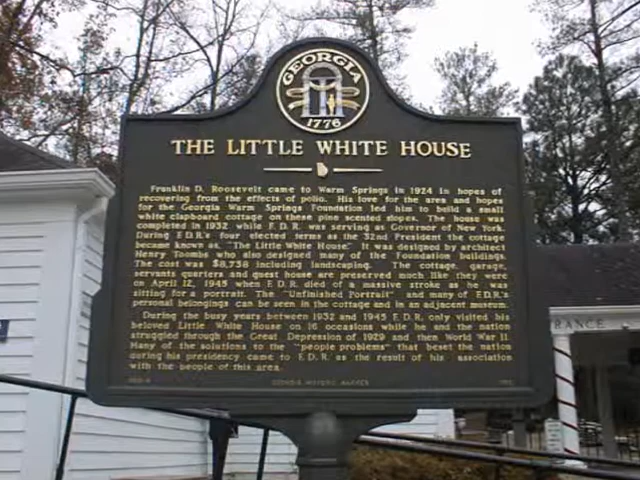 GEORGIA
1776
THE LITTLE WHITE HOUSE
Franklin D. Roosevelt came to Warm Springs in 1924 in hopes of
recovering from the effects of polio. His love for the area and hopes
for the Georgia Warm Springs Foundation led him to build a small
white clapboard cottage on these pine scented slopes. The house was
completed in 1932 while F.D.R. was serving as Governor of New York.
During F.D.R.'s four elected terms as the 32nd President the cottage
became known as, "The Little White House." It was designed by architect
Henry Toombs who also designed many of the Foundation buildings.
The cost was $8,738 including landscaping. The cottage, garage,
servants quarters and guest house are preserved much like they were
on April 12, 1945 when F.D.R. died of a massive stroke as he was
sitting for a portrait. The "Unfinished Portrait" and many of F.D.R.'s
personal belongings can be seen in the cottage and in an adjacent museum.
During the busy years between 1932 and 1945 F.D.R. only visited his
beloved Little White House on 16 occasions while he and the nation
struggled through the Great Depression of 1929 and then World War II.
Many of the solutions to the "people problems" that beset the nation
during his presidency came to F.D.R. as the result of his association
with the people of this area.
GEORGIA HISTORIC MARKER
RANCE